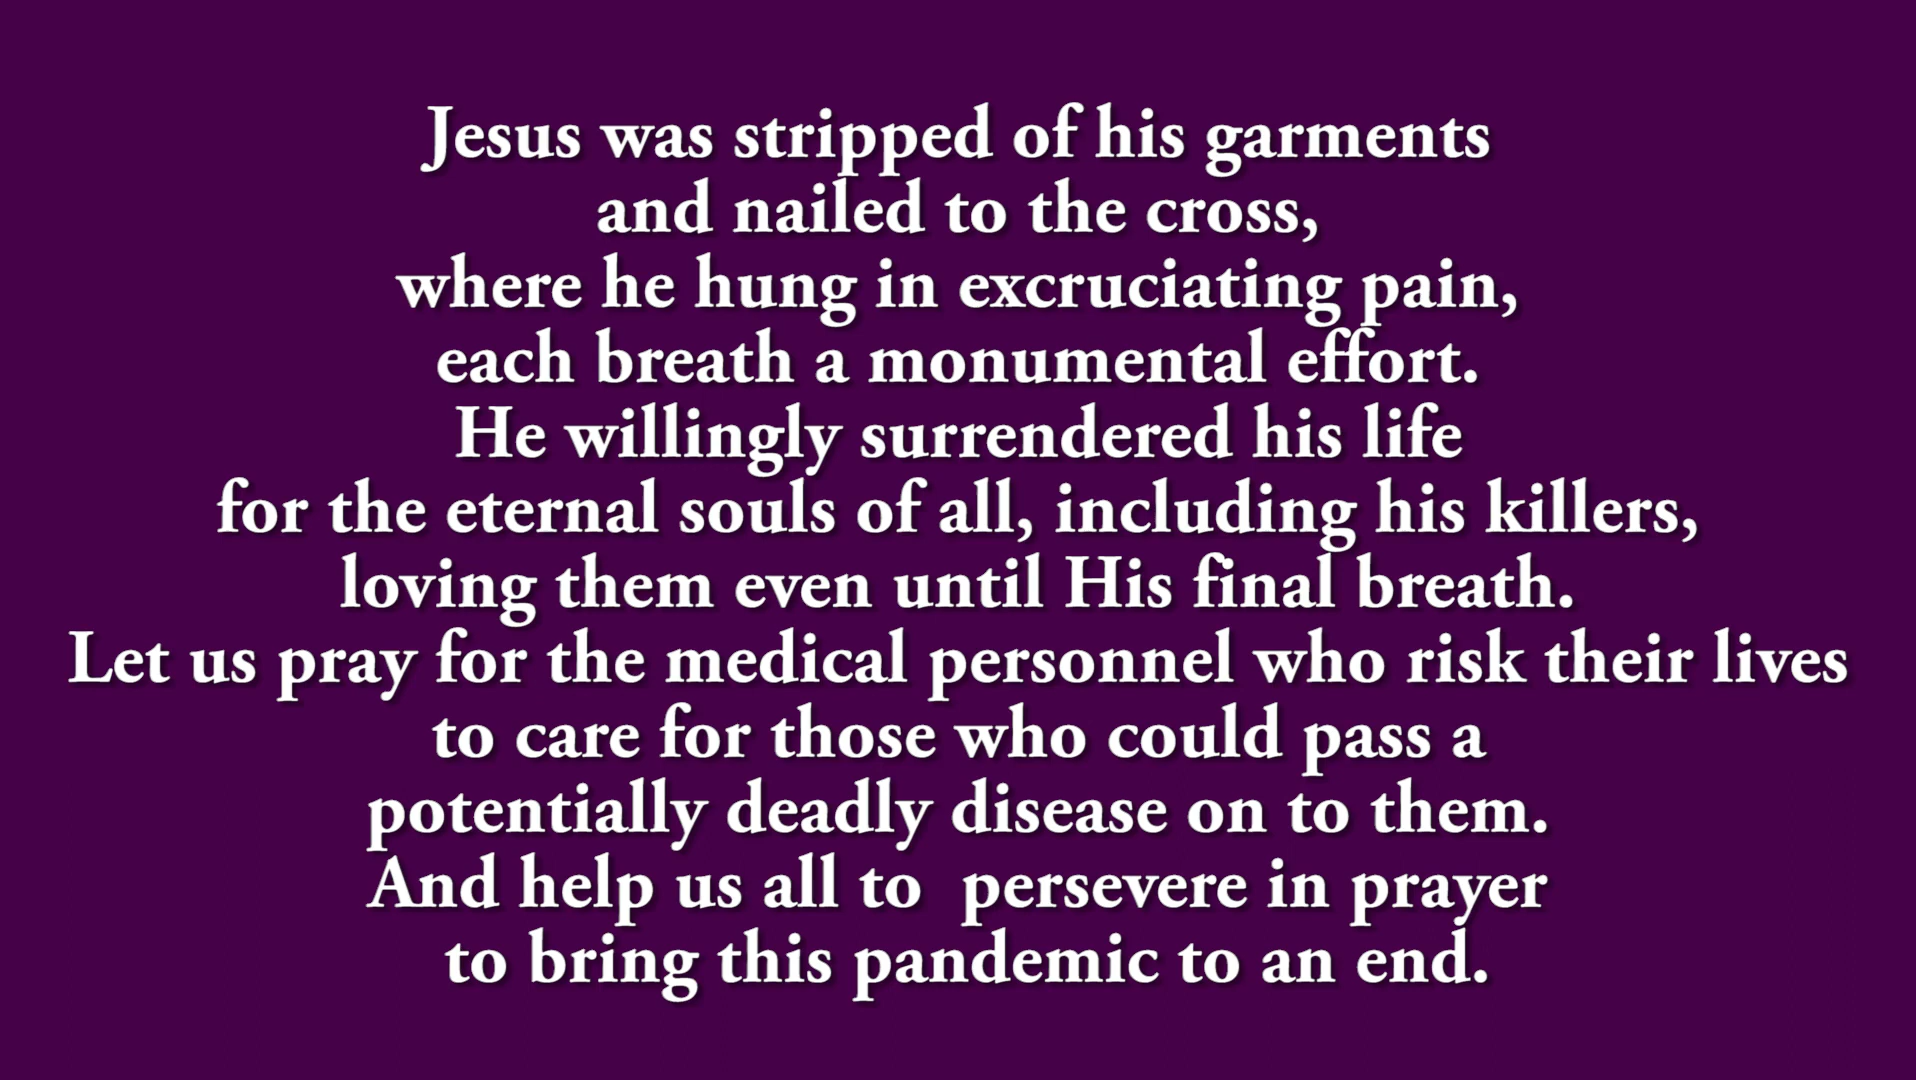 Jesus was stripped of his garments
and nailed to the cross,
where he hung in excruciating pain,
each breath a monumental effort.
He willingly surrendered his life
for the eternal souls of all, including his killers,
loving them even until His final breath.
Let us pray for the medical personnel who risk their lives
to care for those who could pass a
potentially deadly disease on to them.
And help us all to  persevere in prayer
to bring this pandemic to an end.